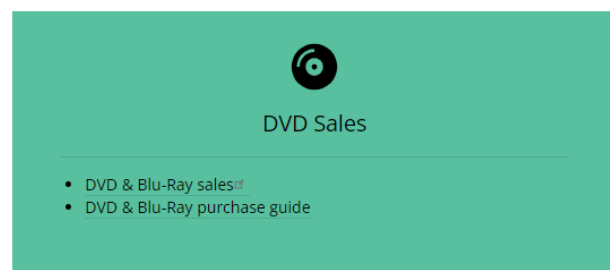 DVD Sales
DVD & Blu-Ray sales
DVD & Blu-Ray purchase guide